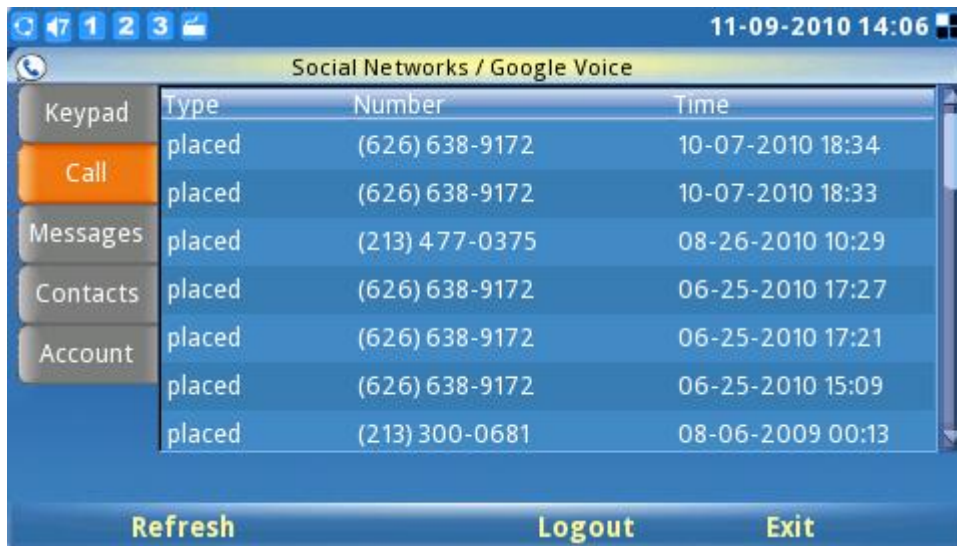 7 1 2 3 11-09-2010 14:06
Social Networks / Google Voice
Keypad
Call
Messages
Contacts
Account
Type Number Time
placed (626) 638-9172 10-07-2010 18:34
placed (626) 638-9172 10-07-2010 18:33
placed (213) 477-0375 08-26-2010 10:29
placed (626) 638-9172 06-25-2010 17:27
placed (626) 638-9172 06-25-2010 17:21
placed (626) 638-9172 06-25-2010 15:09
placed (213) 300-0681 08-06-2009 00:13
Refresh Logout Exit